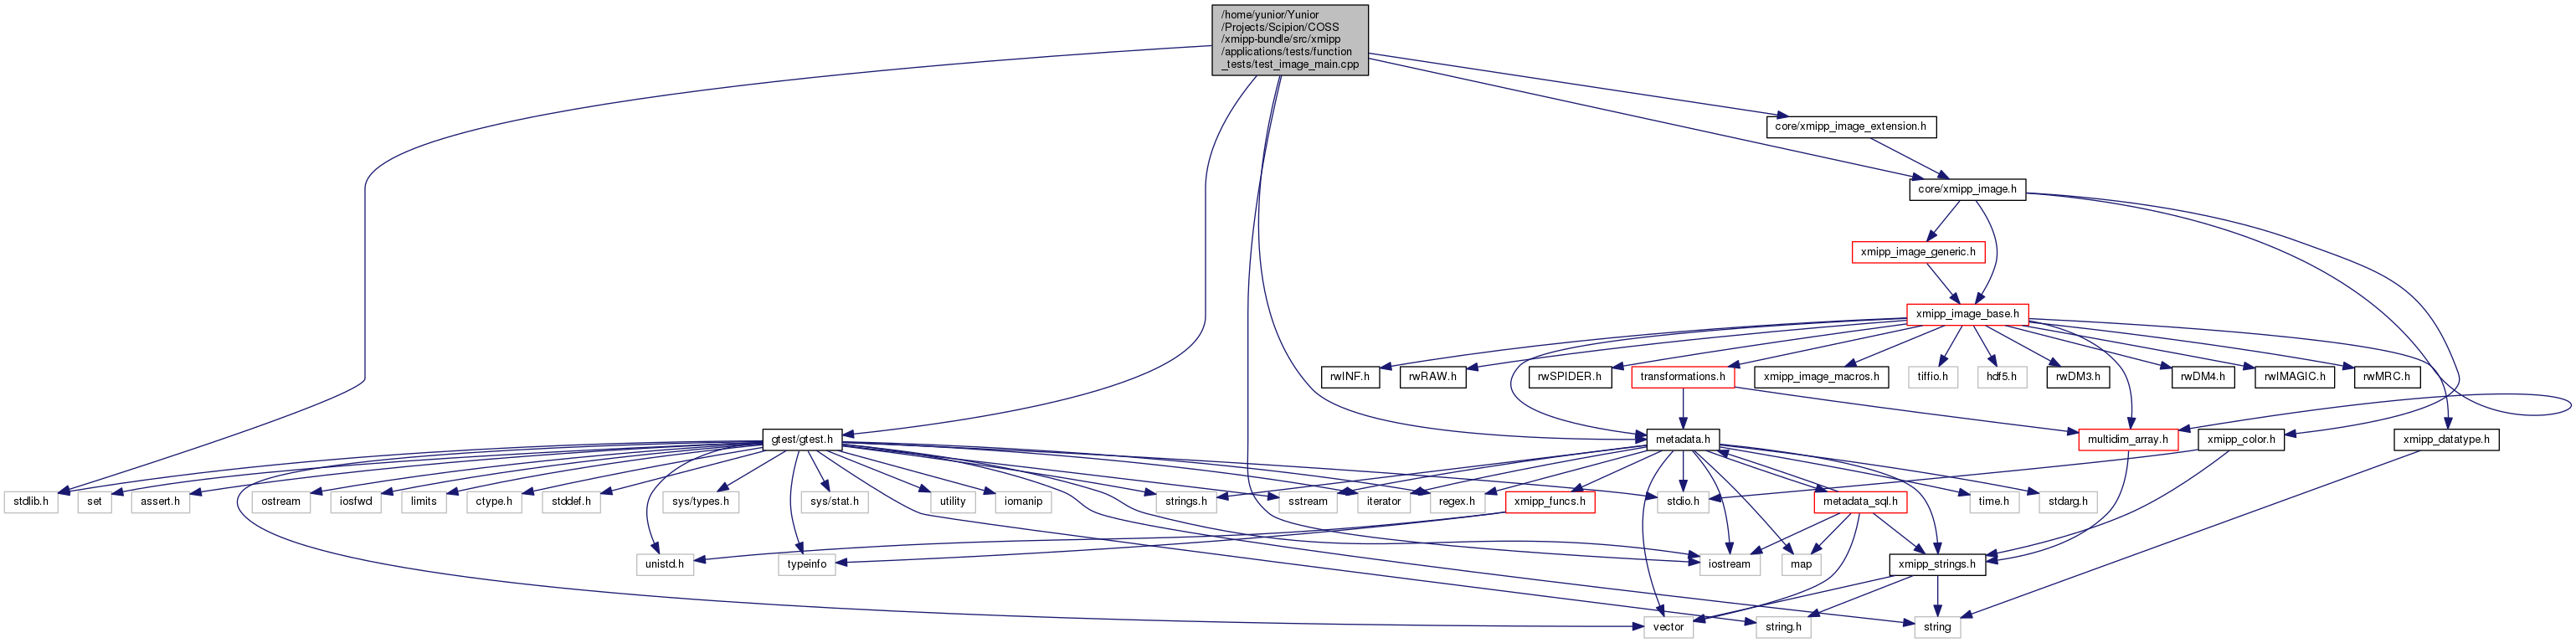 /home/yunior/Yunior
/Projects/Scipion/COSS
/xmipp-bundle/src/xmipp
/applications/tests/function
_tests/test_image_main.cpp
core/xmipp_image_extension.h
core/xmipp_image.h
xmipp_image_generic.h
xmipp_image_base.h
rwINF.h
rwRAW.h
rwSPIDER.h
transformations.h
xmipp_image_macros.h
tiffio.h
hdf5.h
rwDM3.h
rwDM4.h
rwIMAGIC.h
rwMRC.h
gtest/gtest.h
metadata.h
multidim_array.h
xmipp_color.h
xmipp_datatype.h
stdlib.h
set
assert.h
ostream
iosfwd
limits
ctype.h
stddef.h
sys/types.h
sys/stat.h
utility
iomanip
strings.h
sstream
iterator
regex.h
xmipp_funcs.h
stdio.h
metadata_sql.h
time.h
stdarg.h
unistd.h
typeinfo
iostream
map
xmipp_strings.h
vector
string.h
string